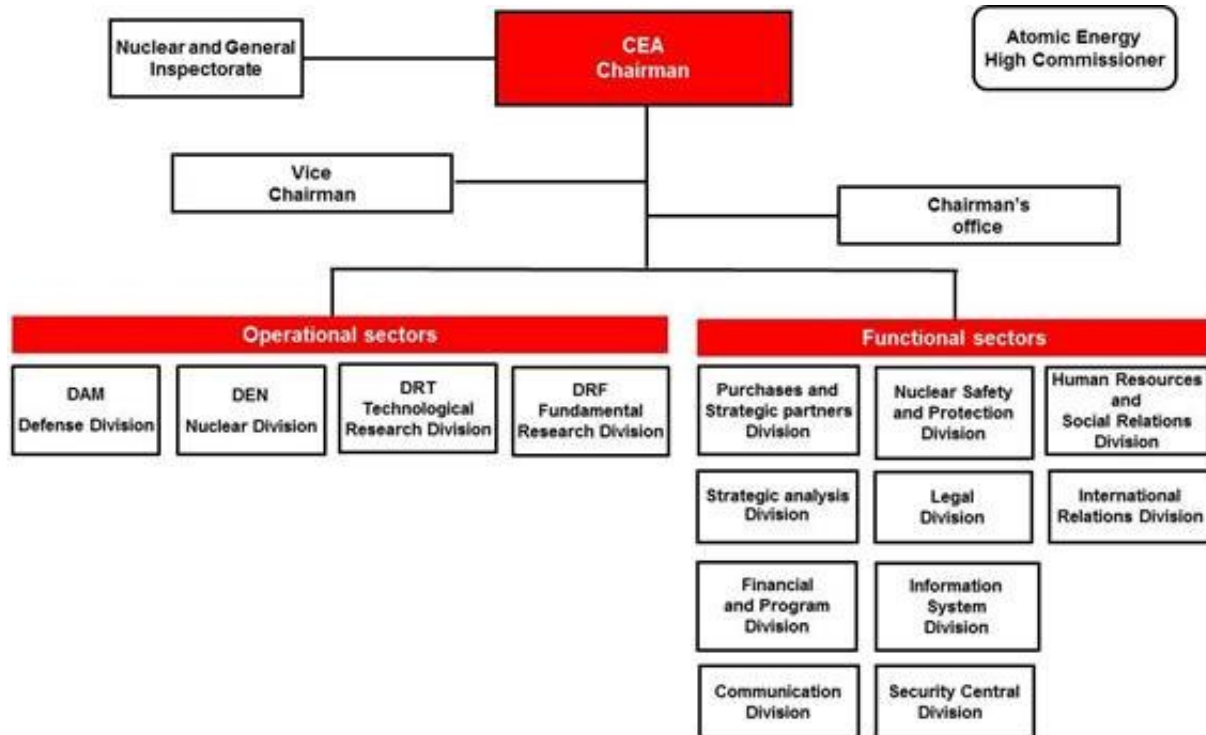 Nuclear and General
Inspectorate
CEA
Chairman
Atomic Energy
High Commissioner
Vice
Chairman
Chairman's
office
Operational sectors
DAM
Defense Division
DEN
Nuclear Division
DRT
Technological
Research Division
DRF
Fundamental
Research Division
Functional sectors
Purchases and
Strategic partners
Division
Nuclear Safety
and Protection
Division
Human Resources
and
Social Relations
Division
Strategic analysis
Division
Legal
Division
International
Relations Division
Financial
and Program
Division
Information
System
Division
Communication
Division
Security Central
Division